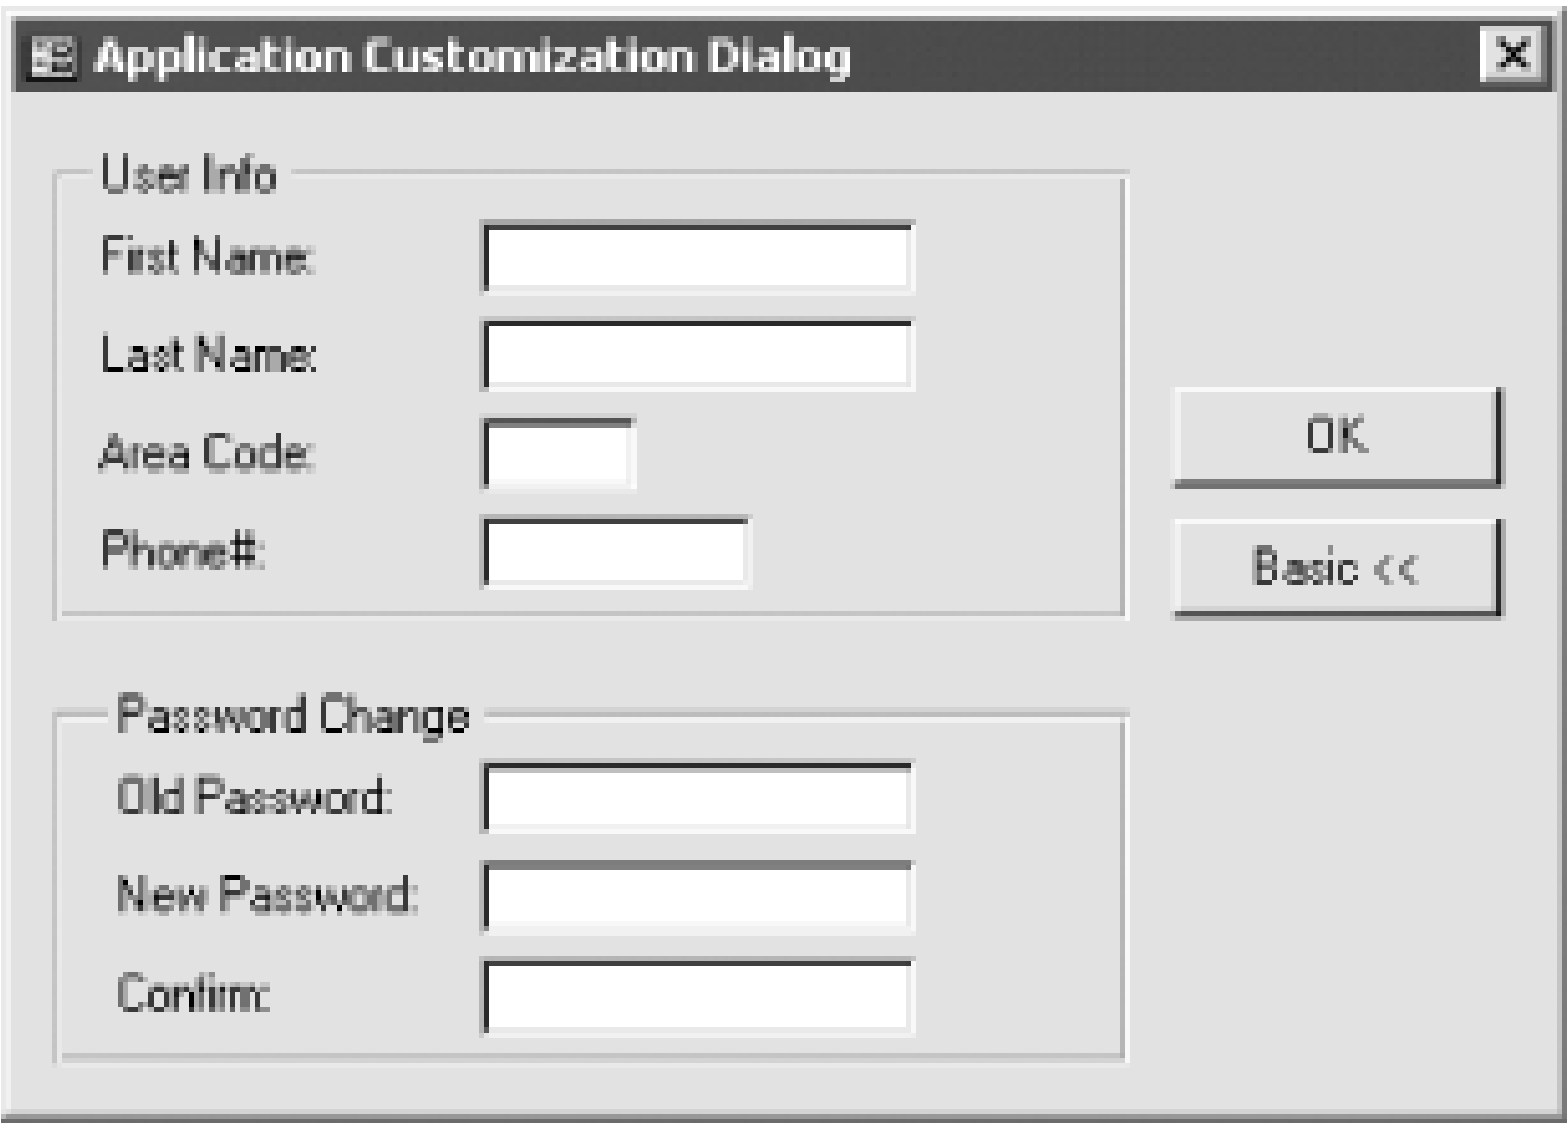 Application Customization Dialog
User Info
First Name:
Last Name:
Area Code:
Phone#:
OK
Basic <<
Password Change
Old Password:
New Password:
Confirm: